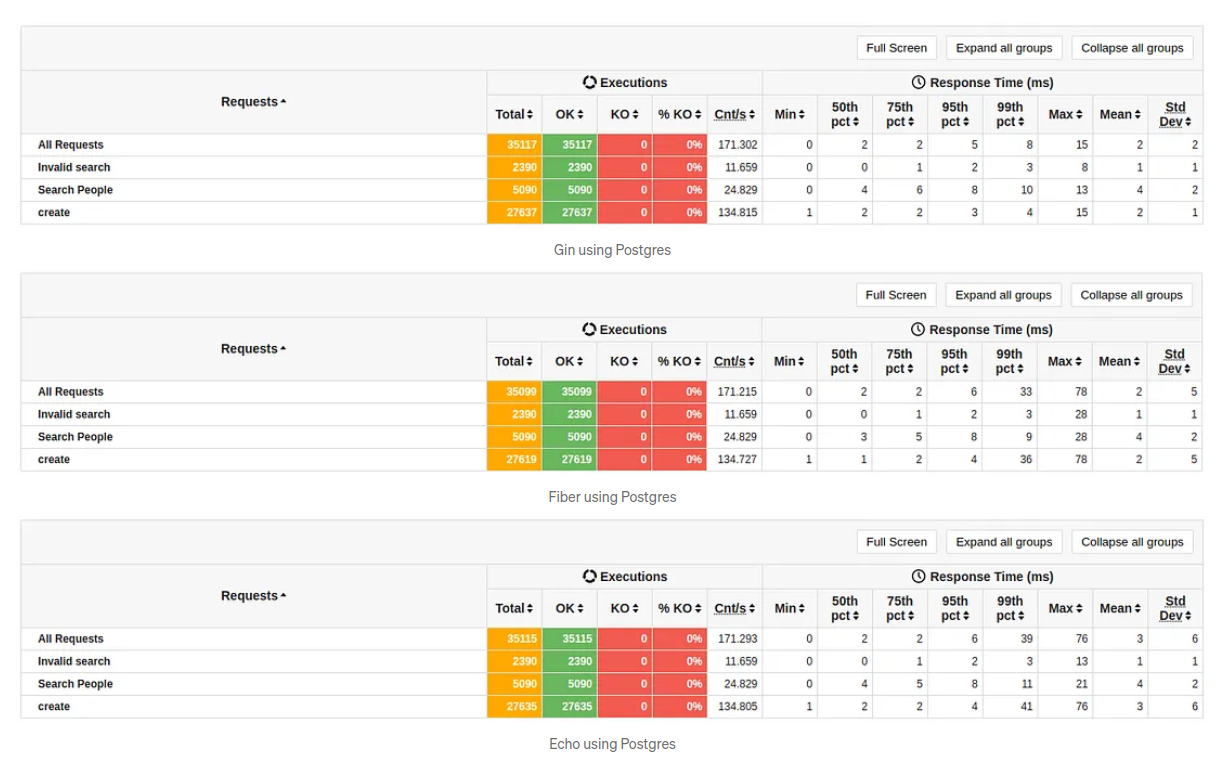 Full Screen Expand all groups Collapse all groups
Executions Response Time (ms)
Requests Total OK KO % KO Cnt/s Min 50th pct 75th pct 95th pct 99th pct Max Mean Std Dev
All Requests 35117 35117 0 0% 171.302 0 2 2 5 8 15 2 2
Invalid search 2390 2390 0 0% 11.659 0 0 1 2 3 8 1 1
Search People 5090 5090 0 0% 24.829 0 4 6 8 10 13 4 2
create 27637 27637 0 0% 134.815 1 2 2 3 4 15 2 1
Gin using Postgres
Full Screen Expand all groups Collapse all groups
Executions Response Time (ms)
Requests Total OK KO % KO Cnt/s Min 50th pct 75th pct 95th pct 99th pct Max Mean Std Dev
All Requests 35099 35099 0 0% 171.215 0 2 2 6 33 78 2 5
Invalid search 2390 2390 0 0% 11.659 0 0 1 2 3 28 1 1
Search People 5090 5090 0 0% 24.829 0 3 5 8 9 28 4 2
create 27619 27619 0 0% 134.727 1 1 2 4 36 78 2 5
Fiber using Postgres
Full Screen Expand all groups Collapse all groups
Executions Response Time (ms)
Requests Total OK KO % KO Cnt/s Min 50th pct 75th pct 95th pct 99th pct Max Mean Std Dev
All Requests 35115 35115 0 0% 171.293 0 2 2 6 39 76 3 6
Invalid search 2390 2390 0 0% 11.659 0 0 1 2 3 13 1 1
Search People 5090 5090 0 0% 24.829 0 4 5 8 11 21 4 2
create 27635 27635 0 0% 134.805 1 2 2 4 41 76 3 6
Echo using Postgres